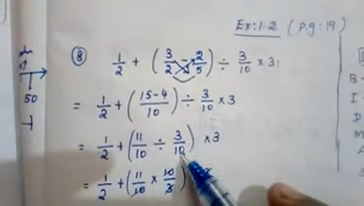 Ex:1.2 (Pg:19)
⑧ 1/2 + (3/2 - 2/5) ÷ 3/10 × 3
= 1/2 + (15-4/10) ÷ 3/10 × 3
= 1/2 + (11/10 ÷ 3/10) × 3
= 1/2 + (11/10 × 10/3)
50